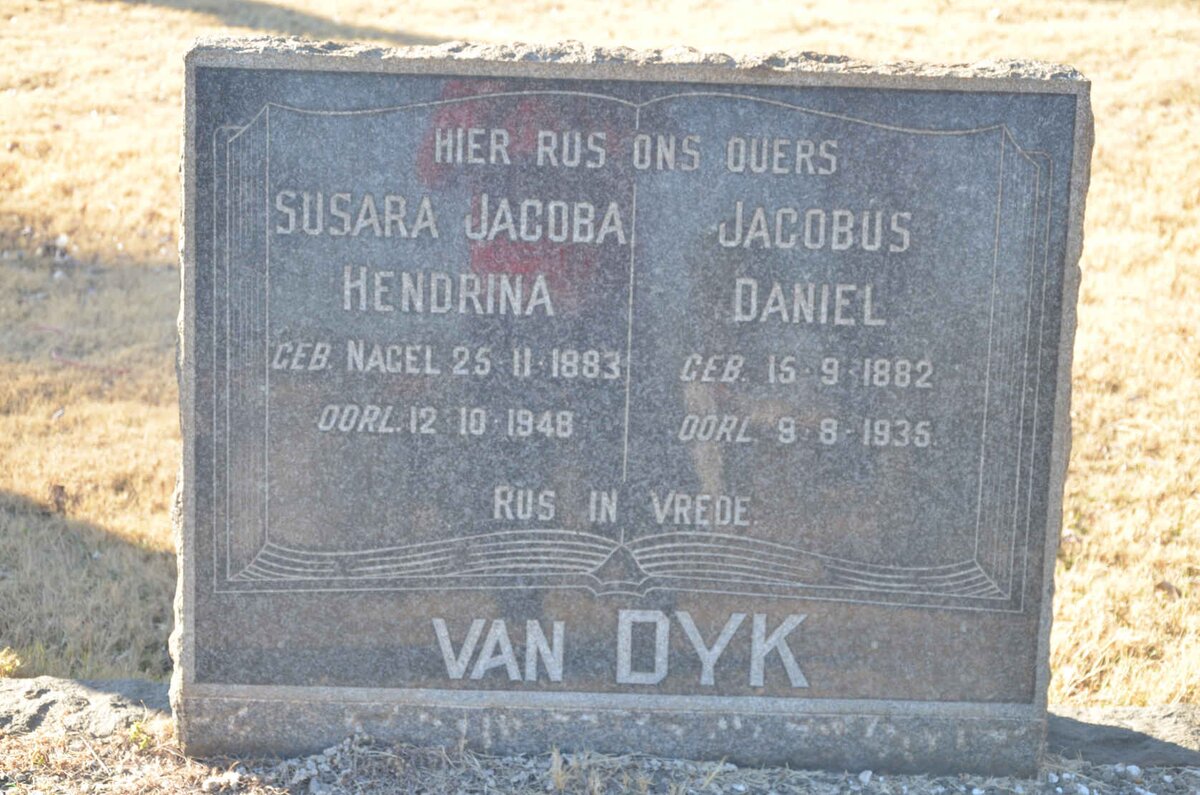 HIER RUS ONS OUERS
SUSARA JACOBA
HENDRINA
GEB. NAGEL 25·11·1883
OORL. 12·10·1948
JACOBUS
DANIEL
GEB. 15·9·1882
OORL. 9·8·1935.
RUS IN VREDE.
VAN DYK